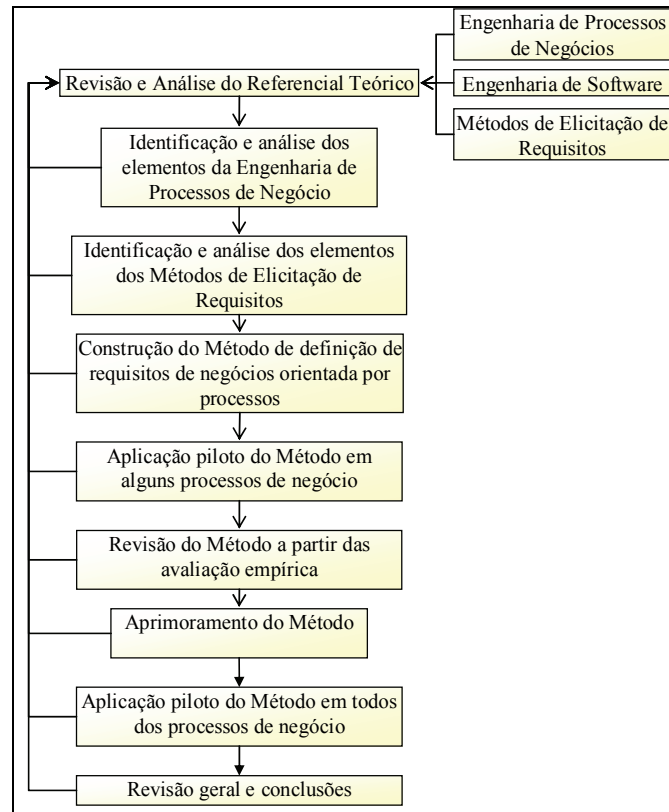 Engenharia de Processos
de Negócios
Revisão e Análise do Referencial Teórico
Engenharia de Software
Métodos de Elicitação de
Requisitos
Identificação e análise dos
elementos da Engenharia de
Processos de Negócio
Identificação e análise dos elementos
dos Métodos de Elicitação de
Requisitos
Construção do Método de definição de
requisitos de negócios orientada por
processos
Aplicação piloto do Método em
alguns processos de negócio
Revisão do Método a partir das
avaliação empírica
Aprimoramento do Método
Aplicação piloto do Método em todos
dos processos de negócio
Revisão geral e conclusões